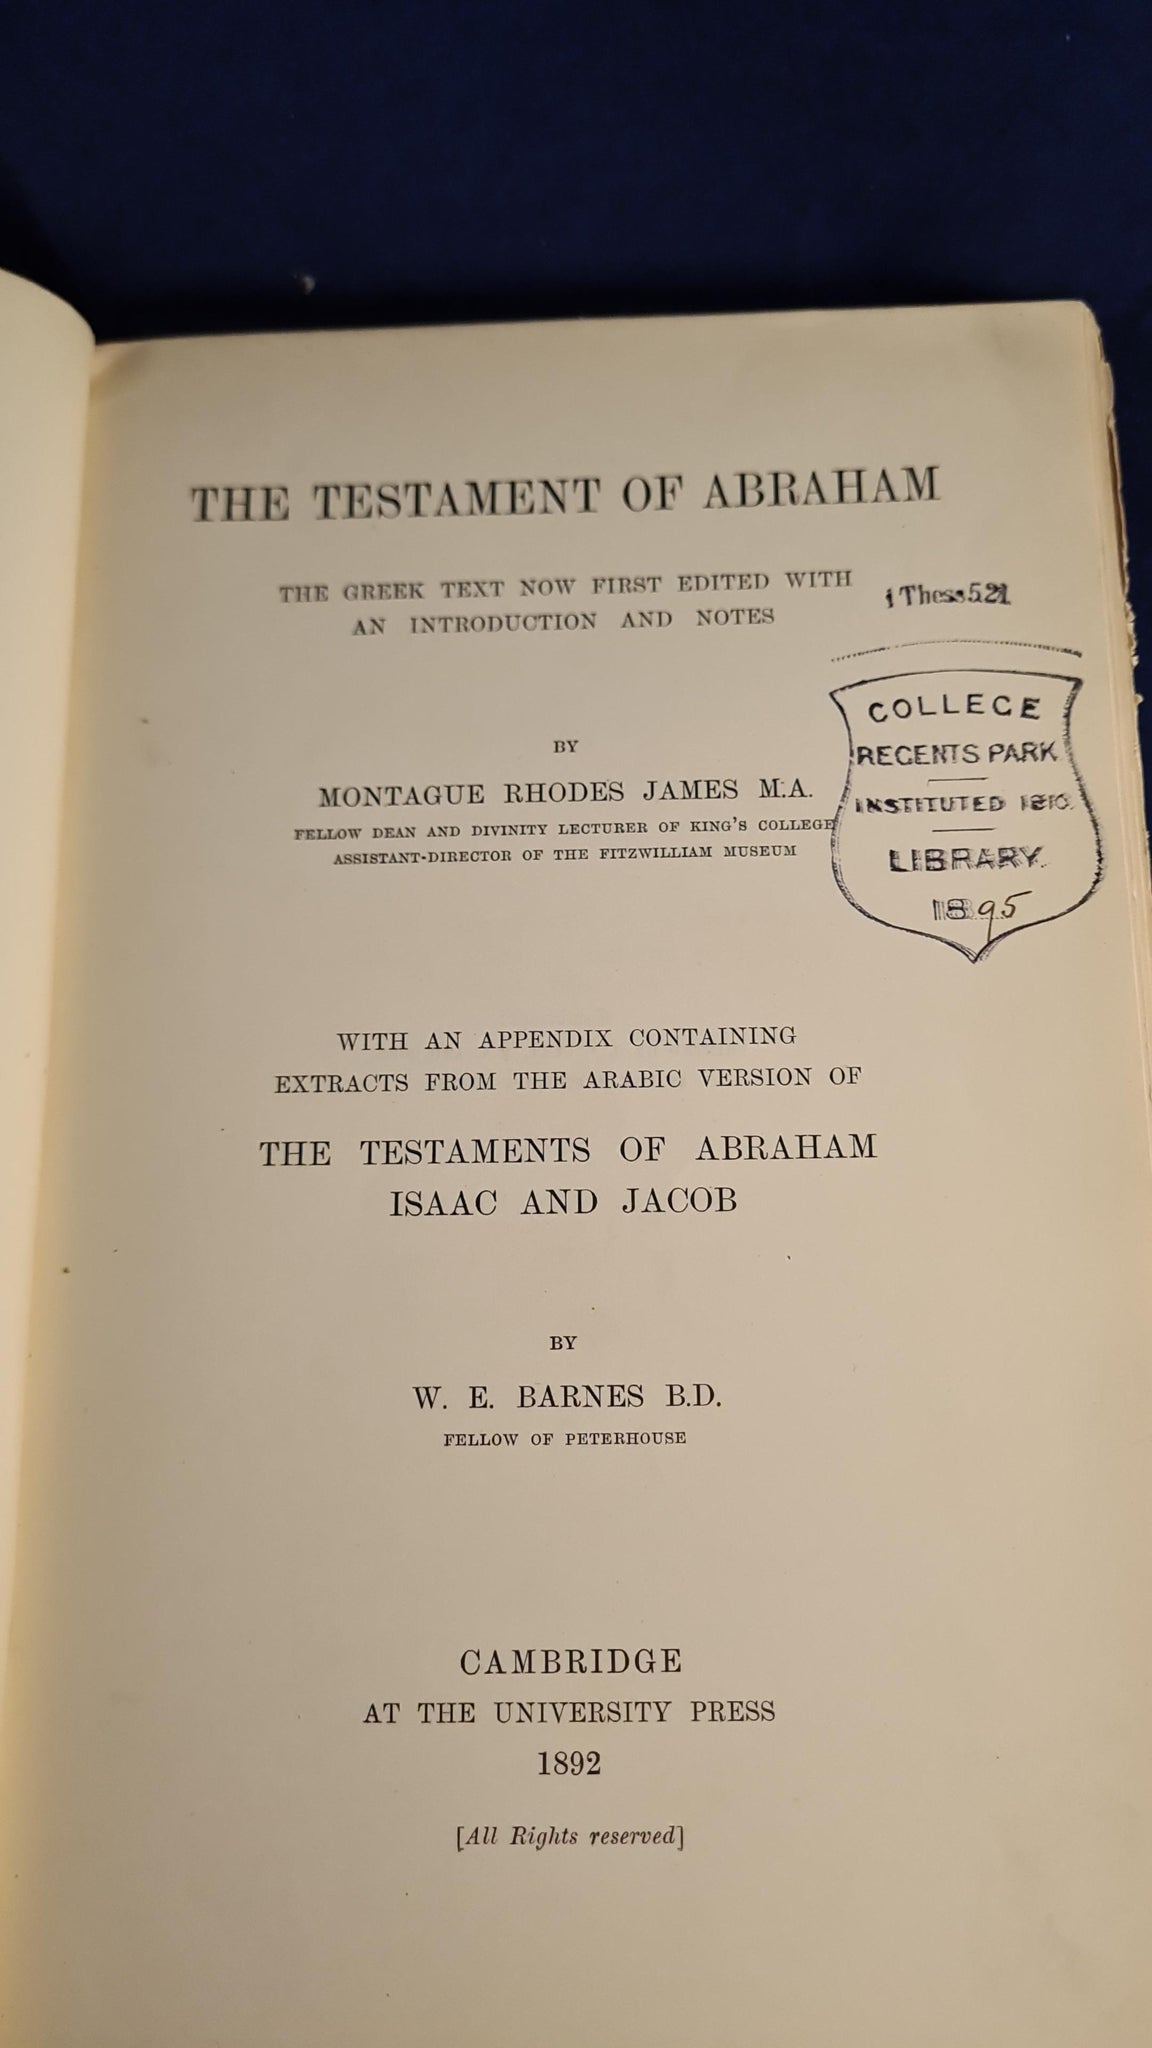 THE TESTAMENT OF ABRAHAM
THE GREEK TEXT NOW FIRST EDITED WITH
AN INTRODUCTION AND NOTES
1 Thess 5.21
COLLEGE
REGENTS PARK
INSTITUTED 1810.
LIBRARY.
1895
BY
MONTAGUE RHODES JAMES M.A.
FELLOW DEAN AND DIVINITY LECTURER OF KING'S COLLEGE
ASSISTANT-DIRECTOR OF THE FITZWILLIAM MUSEUM
WITH AN APPENDIX CONTAINING
EXTRACTS FROM THE ARABIC VERSION OF
THE TESTAMENTS OF ABRAHAM
ISAAC AND JACOB
BY
W. E. BARNES B.D.
FELLOW OF PETERHOUSE
CAMBRIDGE
AT THE UNIVERSITY PRESS
1892
[All Rights reserved]